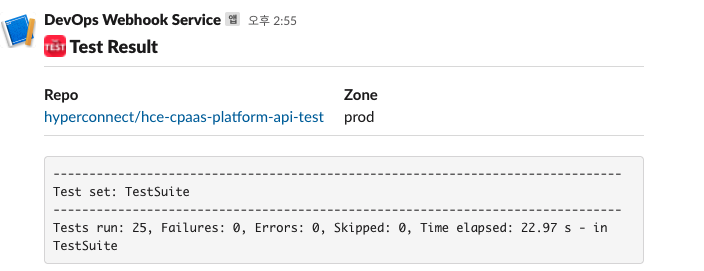 DevOps Webhook Service 앱 오후 2:55
TEST Test Result
Repo Zone
hyperconnect/hce-cpaas-platform-api-test prod
-------------------------------------------------------------------------------
Test set: TestSuite
-------------------------------------------------------------------------------
Tests run: 25, Failures: 0, Errors: 0, Skipped: 0, Time elapsed: 22.97 s - in
TestSuite